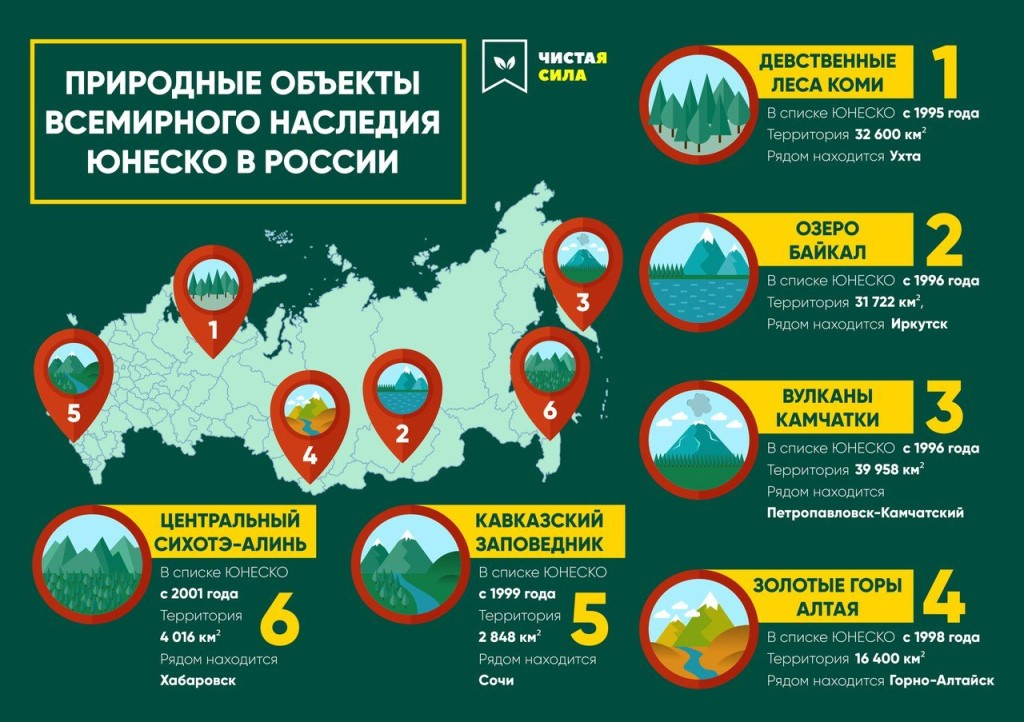 ПРИРОДНЫЕ ОБЪЕКТЫ
ВСЕМИРНОГО НАСЛЕДИЯ
ЮНЕСКО В РОССИИ
ЧИСТАЯ
СИЛА
ДЕВСТВЕННЫЕ
ЛЕСА КОМИ
1
В списке ЮНЕСКО с 1995 года
Территория 32 600 км²
Рядом находится Ухта
ОЗЕРО
БАЙКАЛ
2
В списке ЮНЕСКО с 1996 года
Территория 31 722 км²,
Рядом находится Иркутск
ВУЛКАНЫ
КАМЧАТКИ
3
В списке ЮНЕСКО с 1996 года
Территория 39 958 км²
Рядом находится
Петропавловск-Камчатский
ЗОЛОТЫЕ ГОРЫ
АЛТАЯ
4
В списке ЮНЕСКО с 1998 года
Территория 16 400 км²
Рядом находится Горно-Алтайск
1
3
5
4
2
6
ЦЕНТРАЛЬНЫЙ
СИХОТЭ-АЛИНЬ
В списке ЮНЕСКО
с 2001 года
Территория
4 016 км²
Рядом находится
Хабаровск
6
КАВКАЗСКИЙ
ЗАПОВЕДНИК
В списке ЮНЕСКО
с 1999 года
Территория
2 848 км²
Рядом находится
Сочи
5